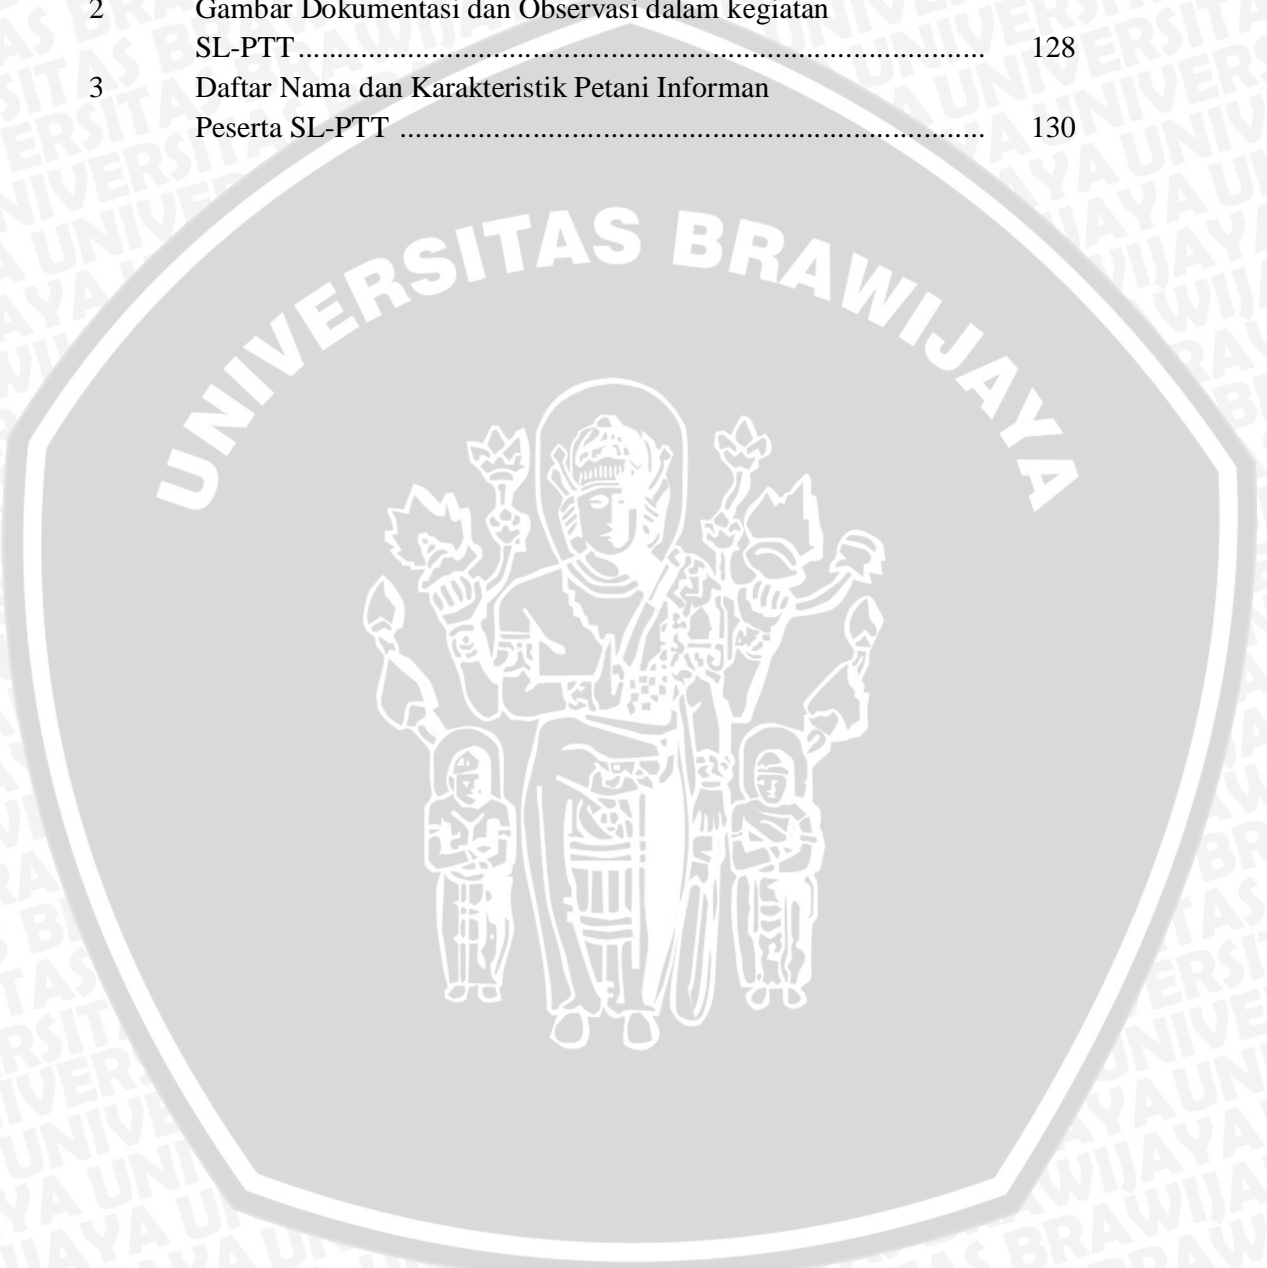 2 Gambar Dokumentasi dan Observasi dalam kegiatan
SL-PTT........................................................................................ 128
3 Daftar Nama dan Karakteristik Petani Informan
Peserta SL-PTT ........................................................................... 130
UNIVERSITAS BRAWIJAYA